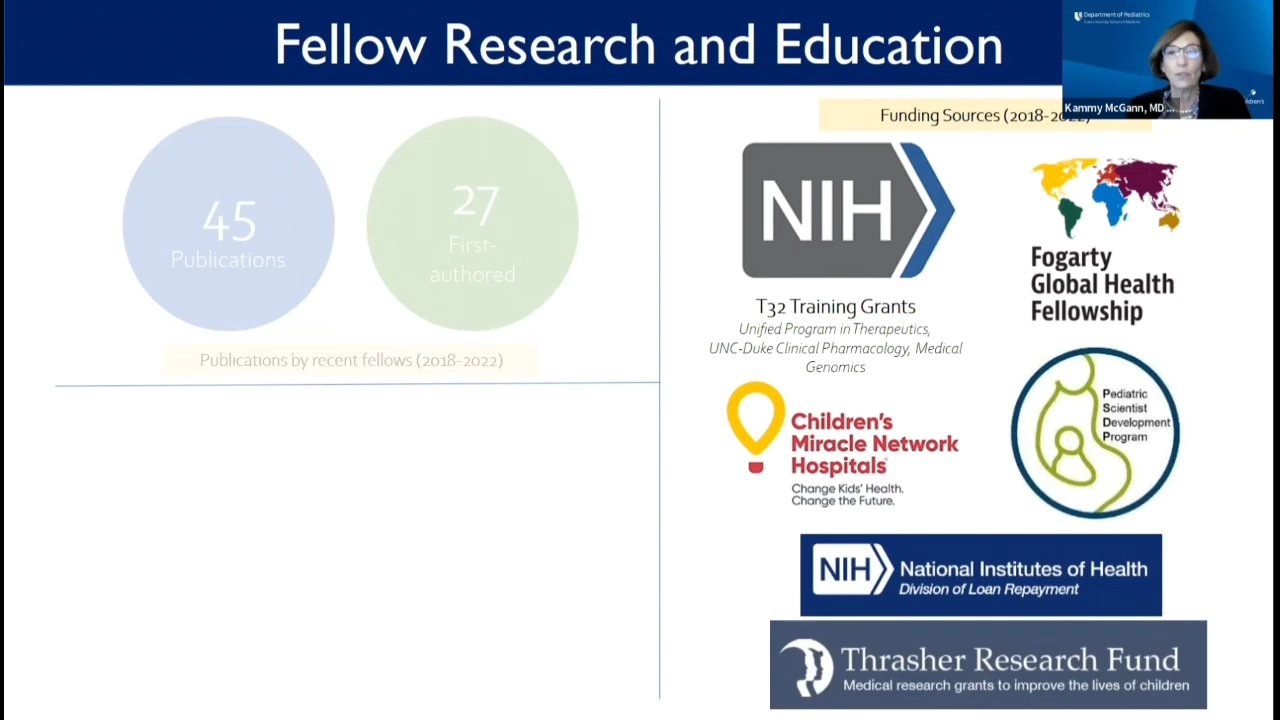 Fellow Research and Education
Department of Pediatrics
Kammy McGann, MD ...
45
Publications
27
First-
authored
Publications by recent fellows (2018-2022)
Funding Sources (2018-2022)
NIH
T32 Training Grants
Unified Program in Therapeutics,
UNC-Duke Clinical Pharmacology, Medical
Genomics
Fogarty
Global Health
Fellowship
Children's
Miracle Network
Hospitals
Change Kids' Health.
Change the Future.
Pediatric
Scientist
Development
Program
NIH
National Institutes of Health
Division of Loan Repayment
Thrasher Research Fund
Medical research grants to improve the lives of children